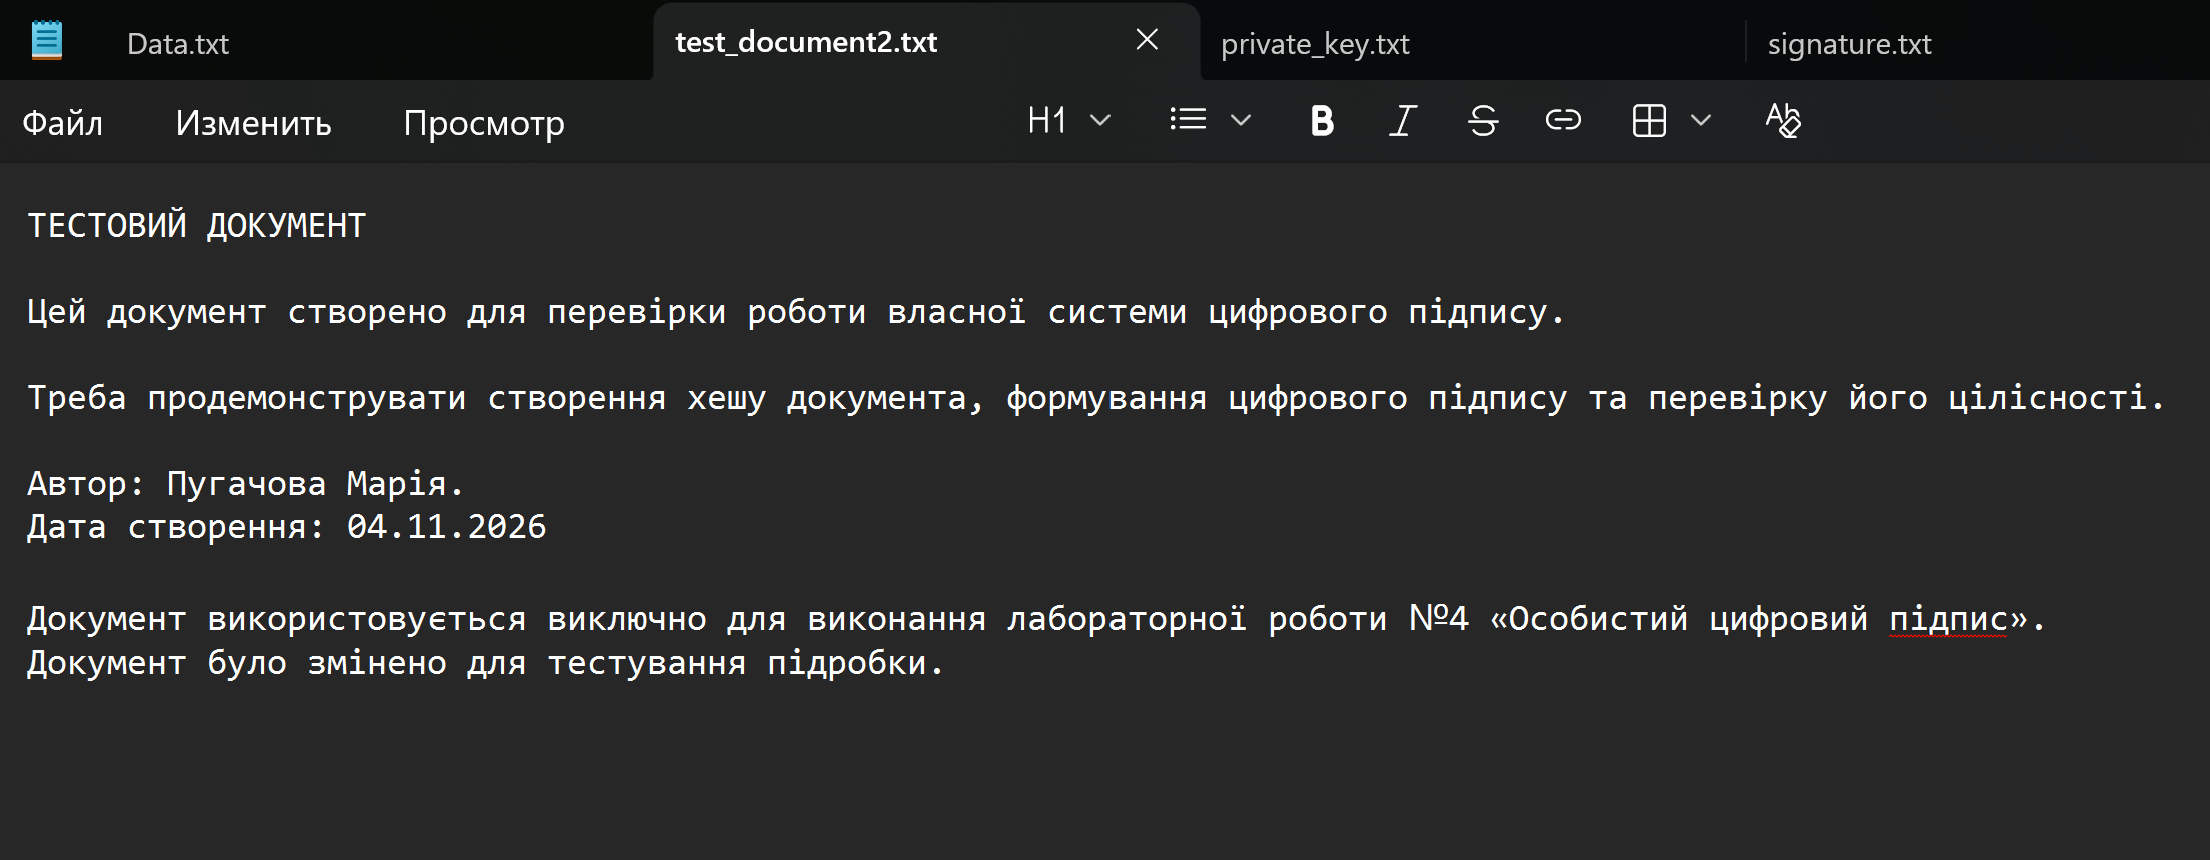 Data.txt
test_document2.txt
private_key.txt
signature.txt
Файл Изменить Просмотр H1 B I S Ab
ТЕСТОВИЙ ДОКУМЕНТ
Цей документ створено для перевірки роботи власної системи цифрового підпису.
Треба продемонструвати створення хешу документа, формування цифрового підпису та перевірку його цілісності.
Автор: Пугачова Марія.
Дата створення: 04.11.2026
Документ використовується виключно для виконання лабораторної роботи №4 «Особистий цифровий підпис».
Документ було змінено для тестування підробки.